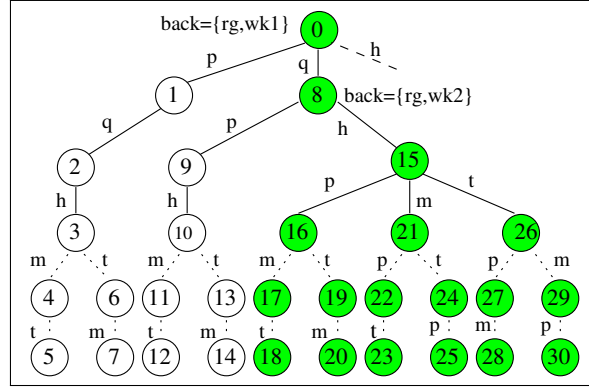 back={rg,wk1} 0
p q h
1 8 back={rg,wk2}
q p h
2 9 15
h h p m t
3 10 16 21 26
m t m t m t p t p m
4 6 11 13 17 19 22 24 27 29
t m t m t m t p m p
5 7 12 14 18 20 23 25 28 30